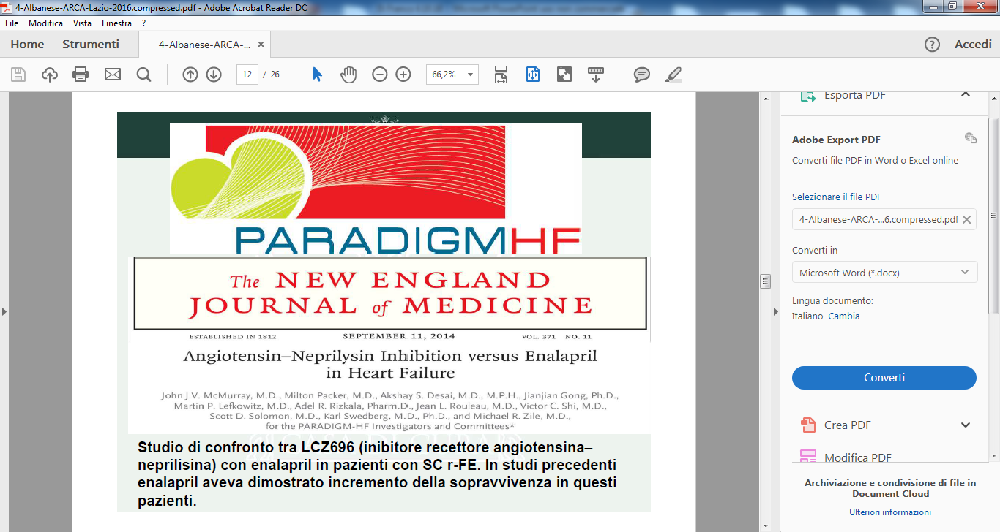 4-Albanese-ARCA-Lazio-2016.compressed.pdf - Adobe Acrobat Reader DC
File Modifica Vista Finestra ?
Home Strumenti 4-Albanese-ARCA-... × ? Accedi
12 / 26 66,2%
Esporta PDF
Adobe Export PDF
Converti file PDF in Word o Excel online
Selezionare il file PDF
4-Albanese-ARCA-...6.compressed.pdf
Converti in
Microsoft Word (*.docx)
Lingua documento:
Italiano Cambia
Converti
Crea PDF
Modifica PDF
Archiviazione e condivisione di file in
Document Cloud
Ulteriori informazioni
PARADIGMHF
The NEW ENGLAND
JOURNAL of MEDICINE
ESTABLISHED IN 1812 SEPTEMBER 11, 2014 VOL. 371 NO. 11
Angiotensin–Neprilysin Inhibition versus Enalapril
in Heart Failure
John J.V. McMurray, M.D., Milton Packer, M.D., Akshay S. Desai, M.D., M.P.H., Jianjian Gong, Ph.D.,
Martin P. Lefkowitz, M.D., Adel R. Rizkala, Pharm.D., Jean L. Rouleau, M.D., Victor C. Shi, M.D.,
Scott D. Solomon, M.D., Karl Swedberg, M.D., Ph.D., and Michael R. Zile, M.D.,
for the PARADIGM-HF Investigators and Committees*
Studio di confronto tra LCZ696 (inibitore recettore angiotensina–
neprilisina) con enalapril in pazienti con SC r-FE. In studi precedenti
enalapril aveva dimostrato incremento della sopravvivenza in questi
pazienti.